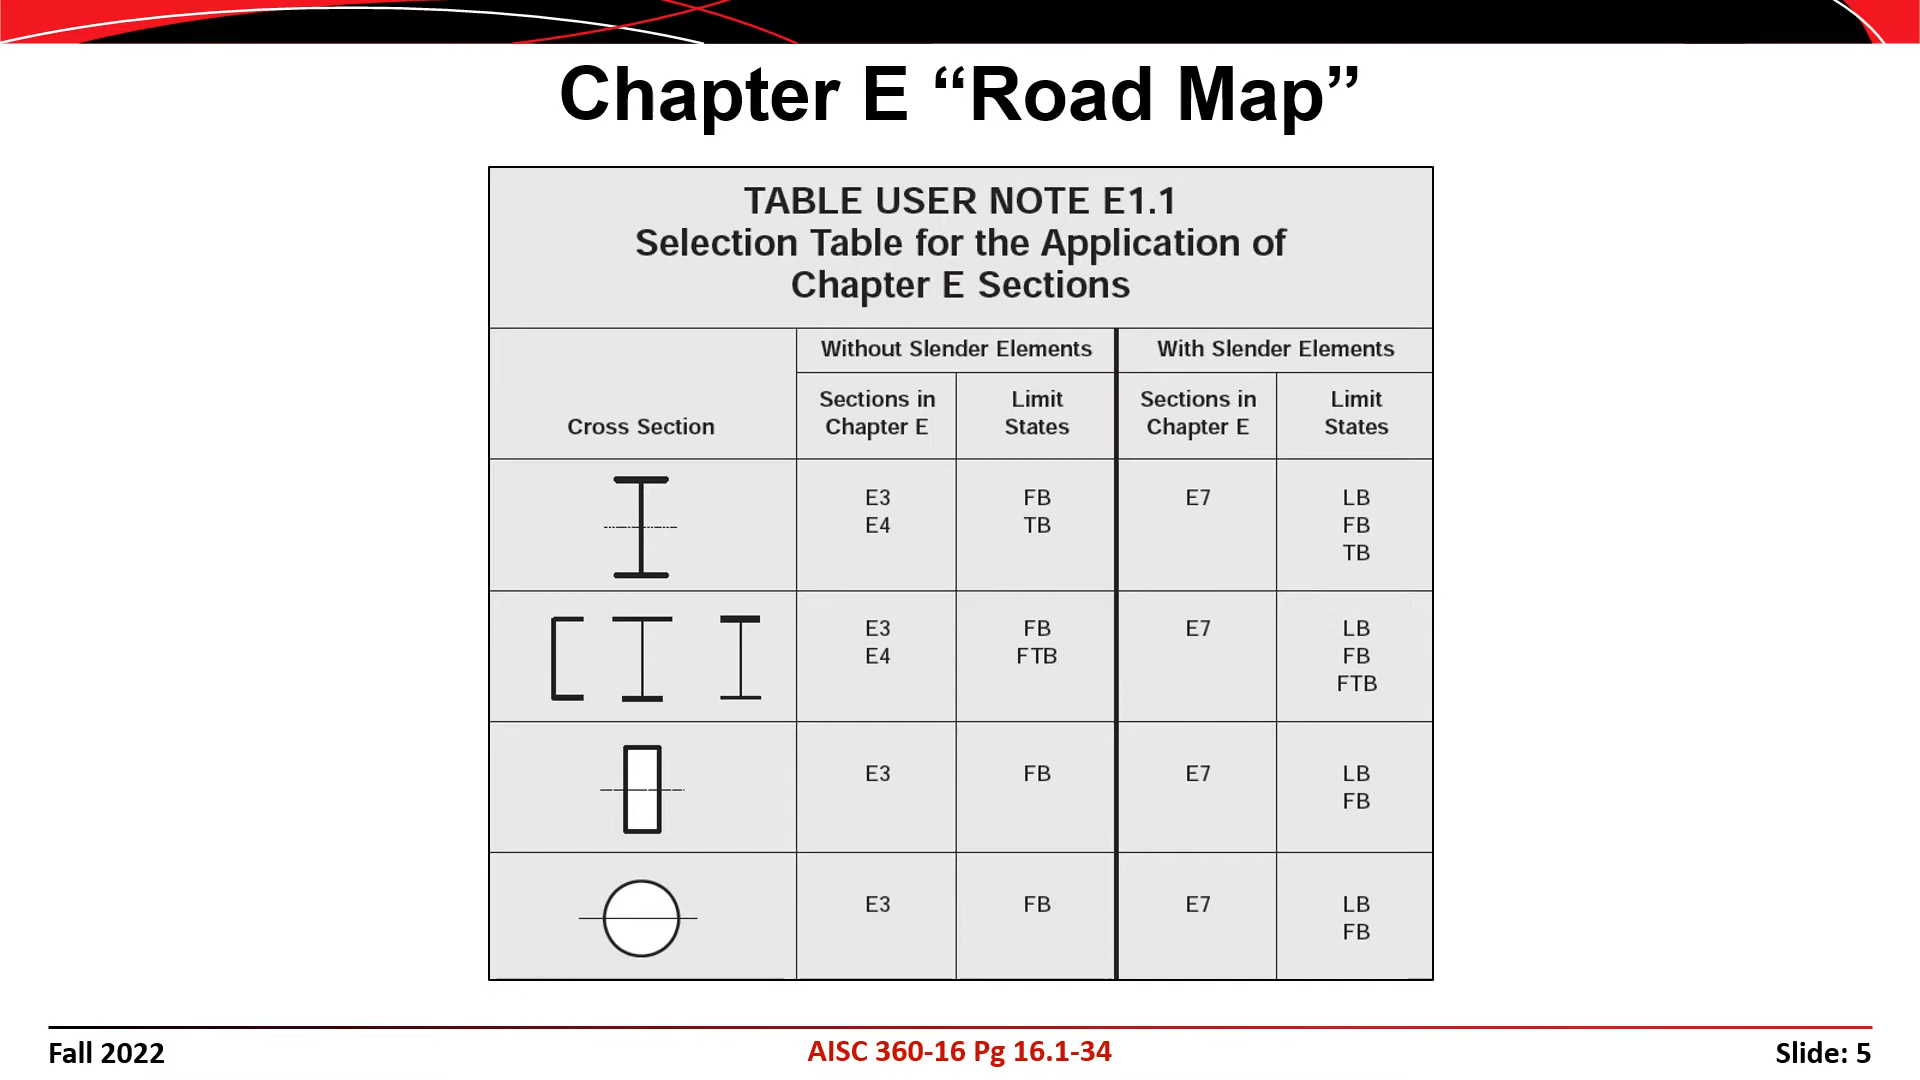 Chapter E “Road Map”
TABLE USER NOTE E1.1
Selection Table for the Application of
Chapter E Sections
Without Slender Elements
With Slender Elements
Cross Section
Sections in
Chapter E
Limit
States
Sections in
Chapter E
Limit
States
E3
E4
FB
TB
E7
LB
FB
TB
E3
E4
FB
FTB
E7
LB
FB
FTB
E3
FB
E7
LB
FB
E3
FB
E7
LB
FB
Fall 2022
AISC 360-16 Pg 16.1-34
Slide: 5